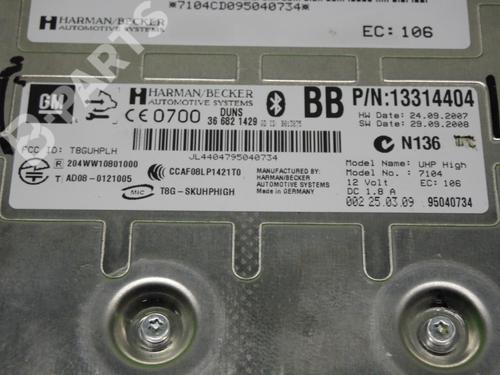 *7104CD095040734*
HARMAN/BECKER
AUTOMOTIVE SYSTEMS
EC: 106
B-PARTS
GM
HARMAN/BECKER
AUTOMOTIVE SYSTEMS
BB P/N:13314404
CE 0700 DUNS
36 682 1429
HW Date: 24.09.2007
SW Date: 29.09.2008
FCC ID: T8GUHPLH
JL4404795040734
N136
R 204WW10801000
T AD08-0121005
CCAF08LP1421T0
MIC T8G-SKUHPHIGH
MANUFACTURED BY:
HARMAN/BECKER
AUTOMOTIVE SYSTEMS
MADE IN GERMANY
Model Name: UHP High
Model No.: 7104
12 Volt EC: 106
DC 1.8 A
002 25.03.09 95040734